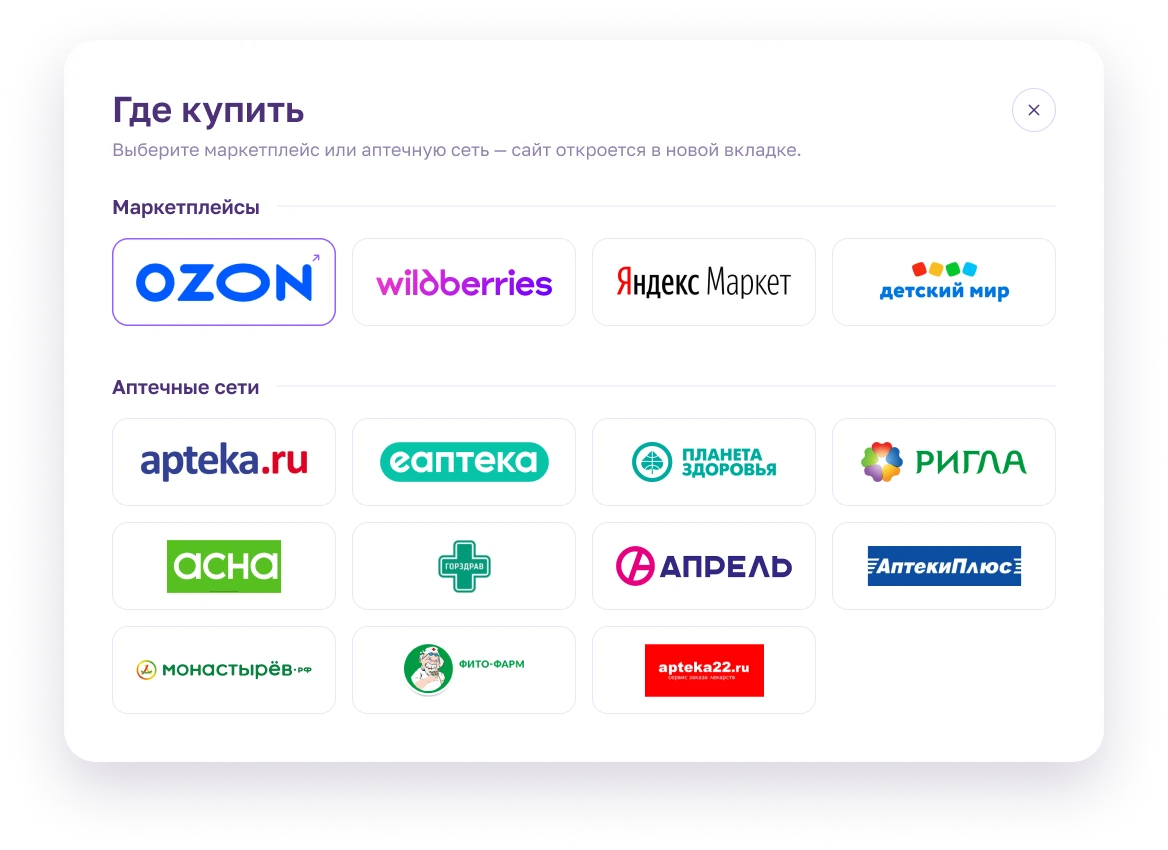 Где купить
Выберите маркетплейс или аптечную сеть — сайт откроется в новой вкладке.
Маркетплейсы
OZON
wildberries
Яндекс Маркет
детский мир
Аптечные сети
apteka.ru
еаптека
ПЛАНЕТА
ЗДОРОВЬЯ
РИГЛА
асна
ГОРЗДРАВ
АПРЕЛЬ
АптекиПлюс
МОНАСТЫРЁВ.РФ
ФИТО-ФАРМ
apteka22.ru
сервис заказа лекарств